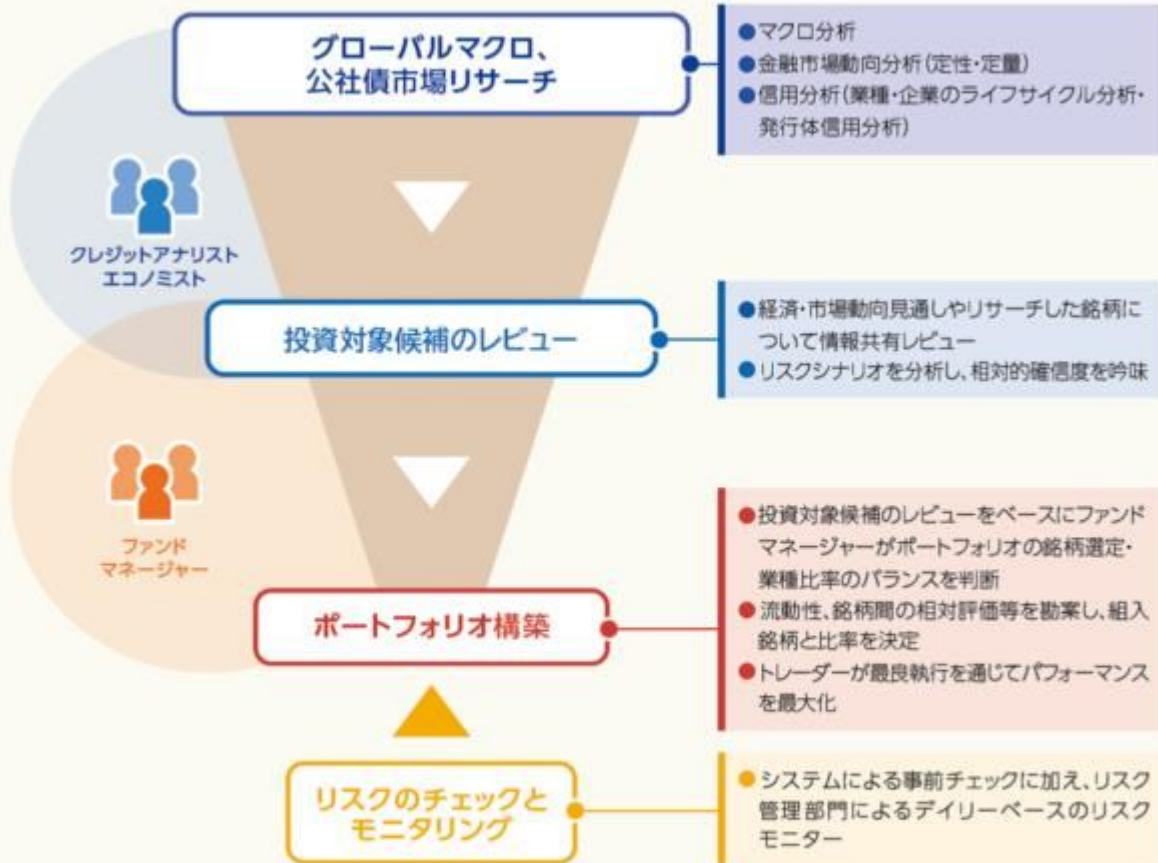 グローバルマクロ、
公社債市場リサーチ
●マクロ分析
●金融市場動向分析(定性・定量)
●信用分析(業種・企業のライフサイクル分析・
発行体信用分析)
クレジットアナリスト
エコノミスト
投資対象候補のレビュー
●経済・市場動向見通しやリサーチした銘柄に
ついて情報共有レビュー
●リスクシナリオを分析し、相対的確信度を吟味
ファンド
マネージャー
ポートフォリオ構築
●投資対象候補のレビューをベースにファンド
マネージャーがポートフォリオの銘柄選定・
業種比率のバランスを判断
●流動性、銘柄間の相対評価等を勘案し、組入
銘柄と比率を決定
●トレーダーが最良執行を通じてパフォーマンス
を最大化
リスクのチェックと
モニタリング
●システムによる事前チェックに加え、リスク
管理部門によるデイリーベースのリスク
モニター